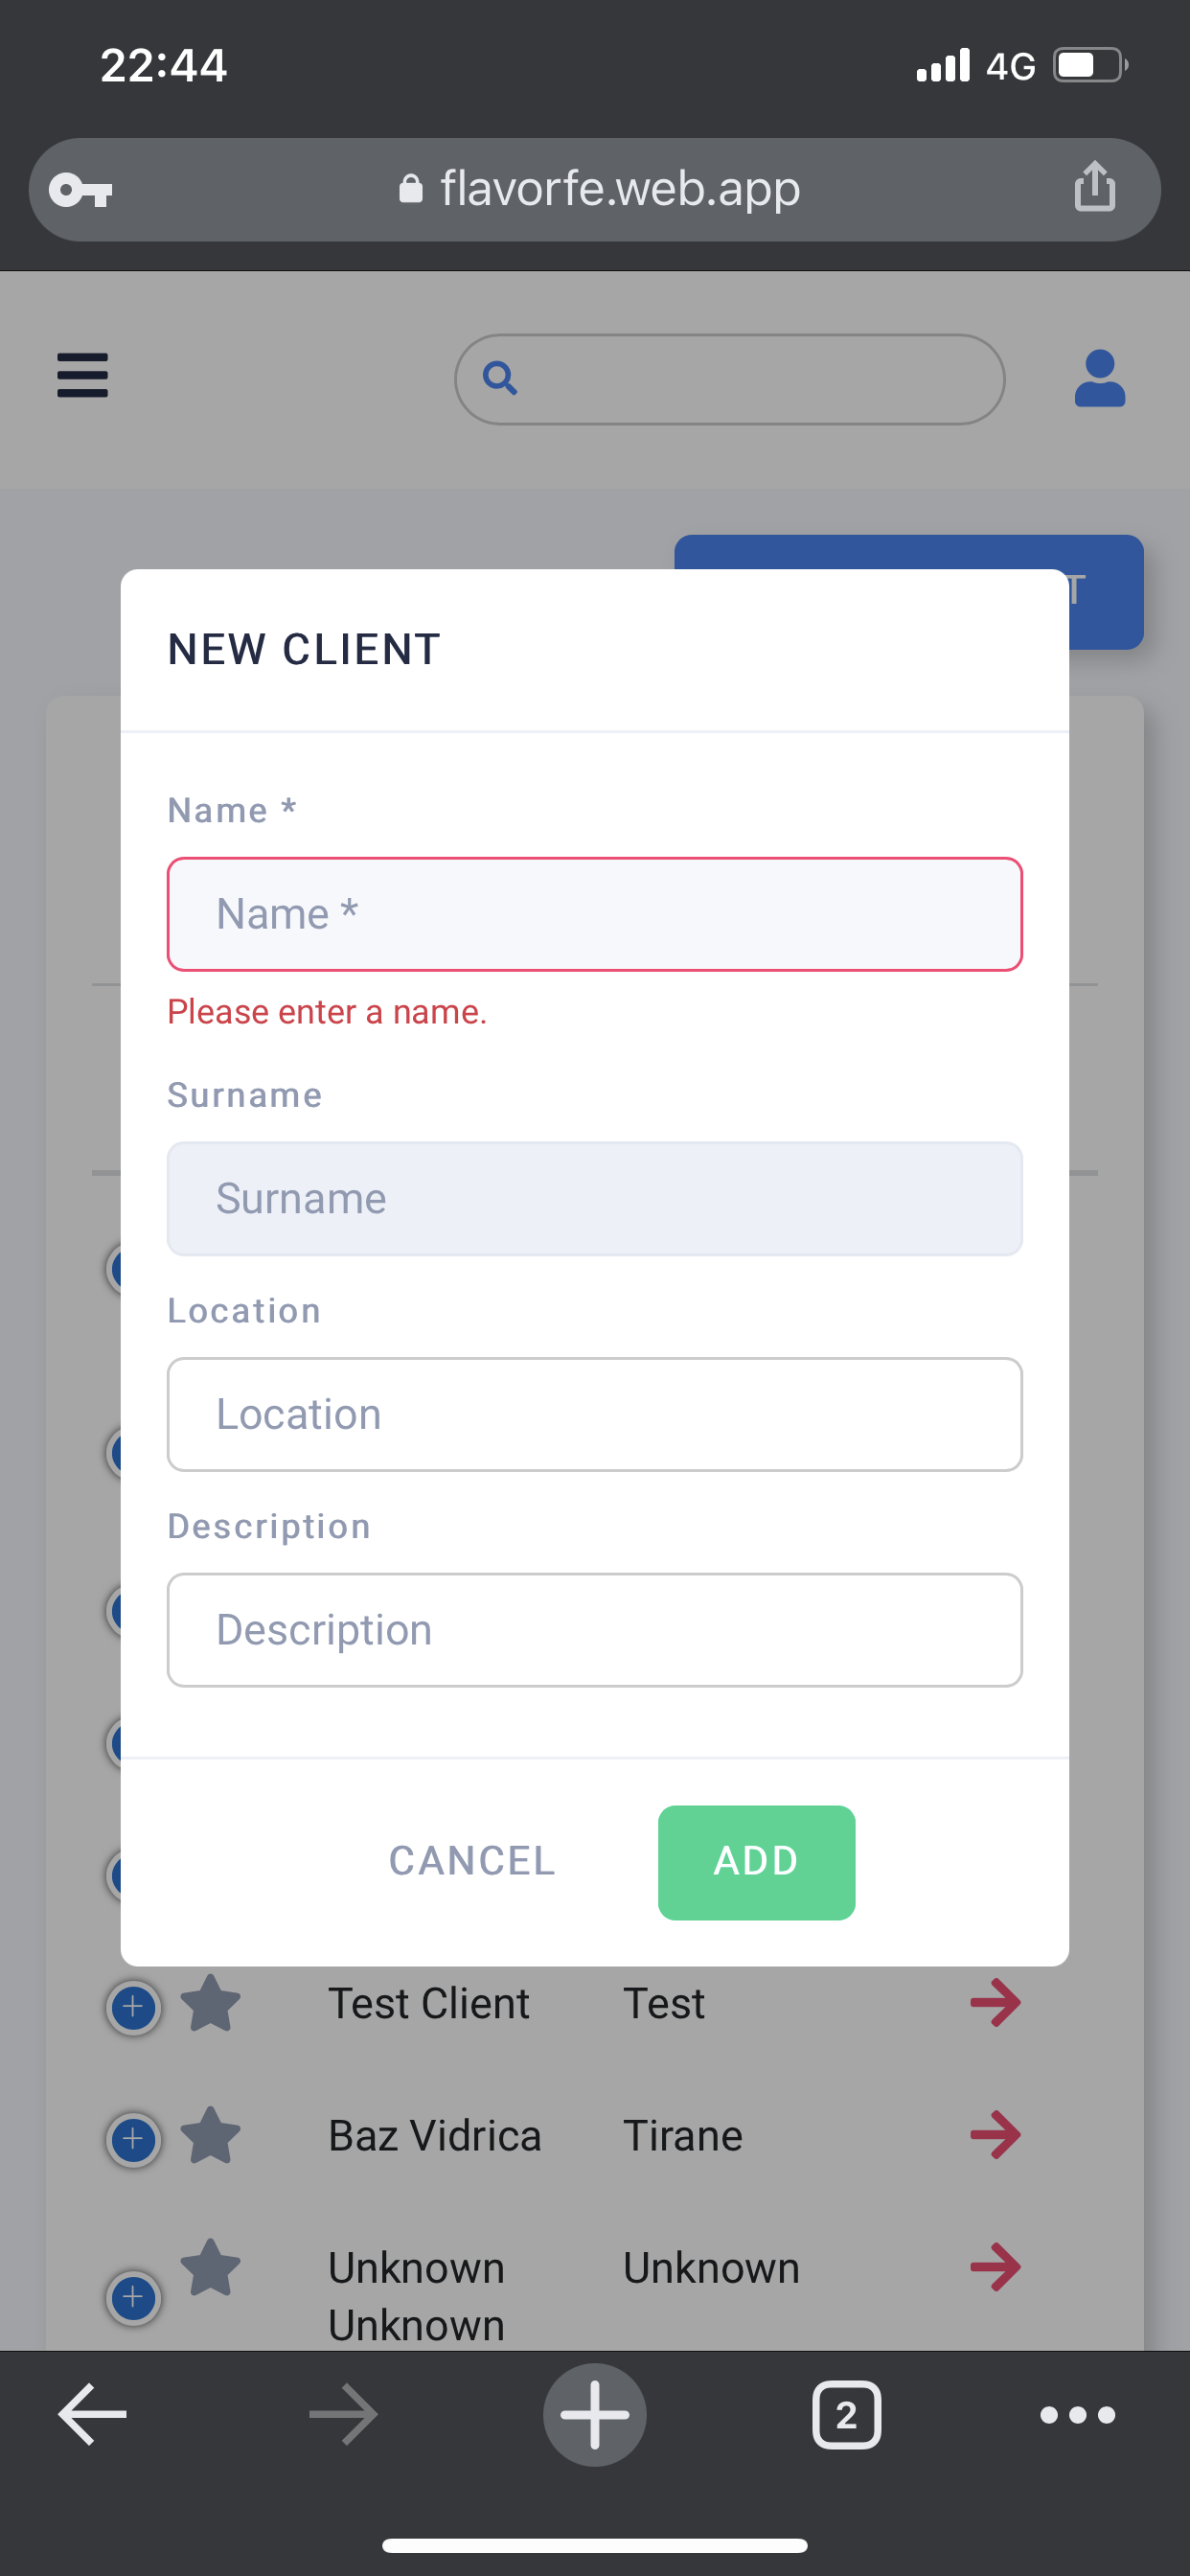 22:44
4G
flavorfe.web.app
T
NEW CLIENT
Name *
Name *
Please enter a name.
Surname
Surname
Location
Location
Description
Description
CANCEL
ADD
Test Client Test
Baz Vidrica Tirane
Unknown Unknown
Unknown
2